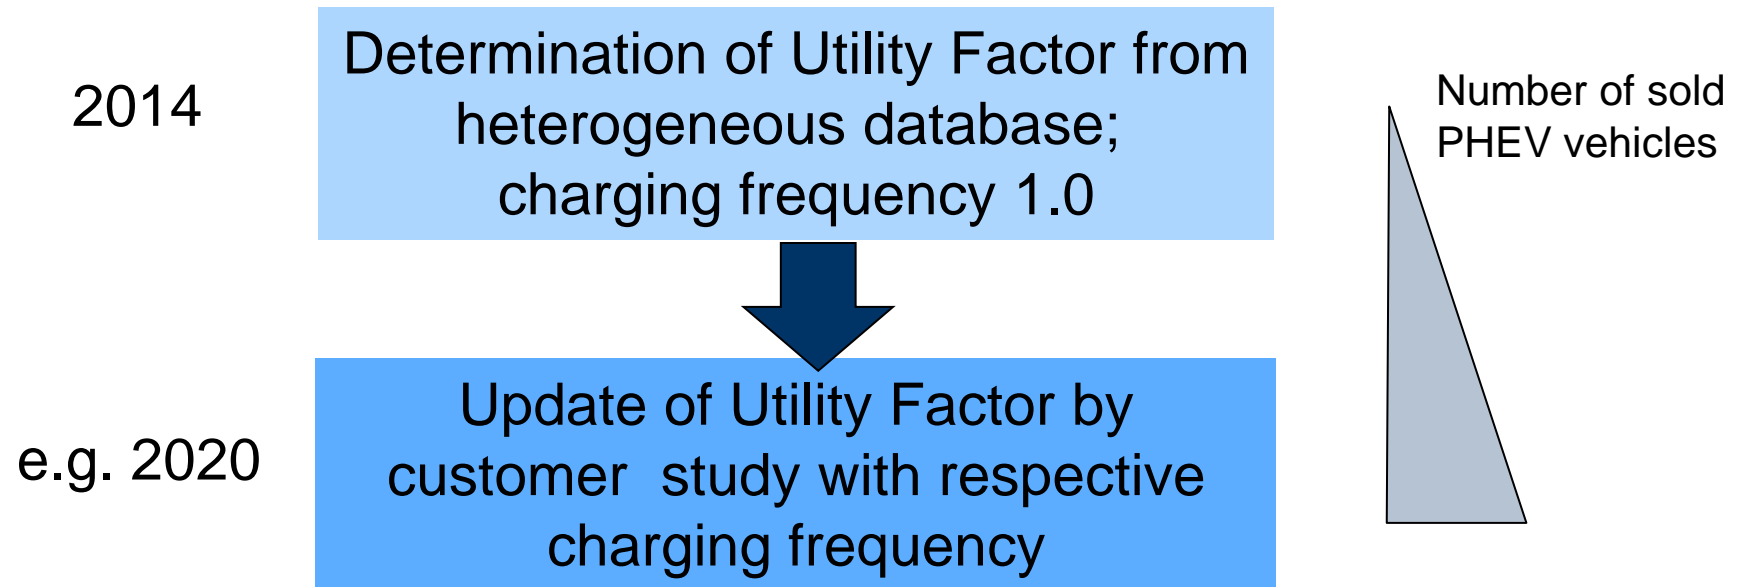 2014
Determination of Utility Factor from
heterogeneous database;
charging frequency 1.0
Number of sold
PHEV vehicles
e.g. 2020
Update of Utility Factor by
customer  study with respective
charging frequency